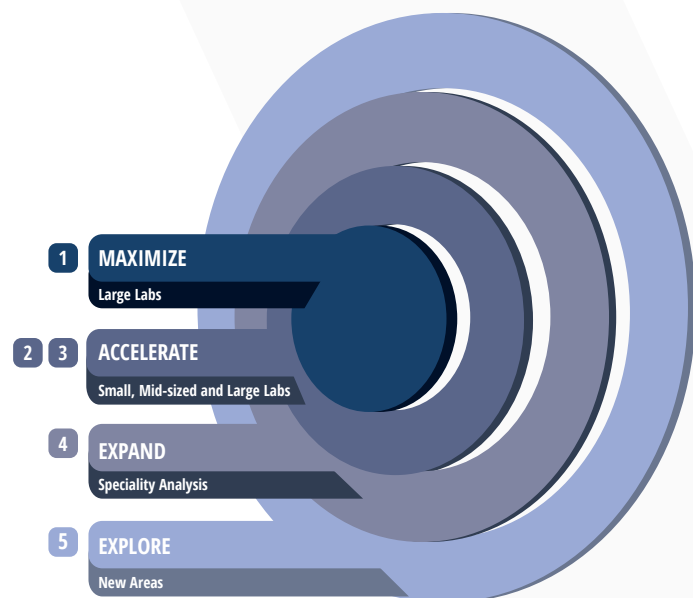 1 MAXIMIZE
Large Labs
2 3 ACCELERATE
Small, Mid-sized and Large Labs
4 EXPAND
Speciality Analysis
5 EXPLORE
New Areas